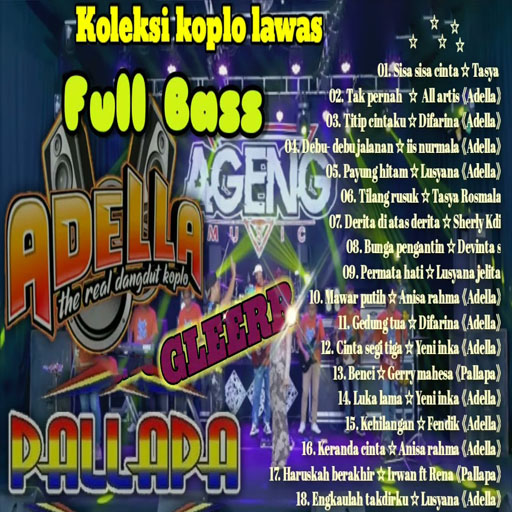 Koleksi koplo lawas
Full Bass
ADELLA
the real dangdut koplo
AGENG
MUSIC
GLEERR
PALLAPA
01. Sisa sisa cinta☆Tasya
02. Tak pernah ☆ All artis《Adella》
03. Titip cintaku☆Difarina《Adella》
04. Debu- debu jalanan☆iis nurmala《Adella》
05. Payung hitam☆Lusyana《Adella》
06. Tilang rusuk☆Tasya Rosmala
07. Derita di atas derita☆Sherly Kdi
08. Bunga pengantin☆Devinta s
09. Permata hati☆Lusyana jelita
10. Mawar putih☆Anisa rahma《Adella》
11. Gedung tua☆Difarina《Adella》
12. Cinta segi tiga☆Yeni inka《Adella》
13. Benci☆Gerry mahesa《Pallapa》
14. Luka lama☆Yeni inka《Adella》
15. Kehilangan☆Fendik《Adella》
16. Keranda cinta☆Anisa rahma《Adella》
17. Haruskah berakhir☆Irwan ft Rena《Pallapa》
18. Engkaulah takdirku☆Lusyana《Adella》